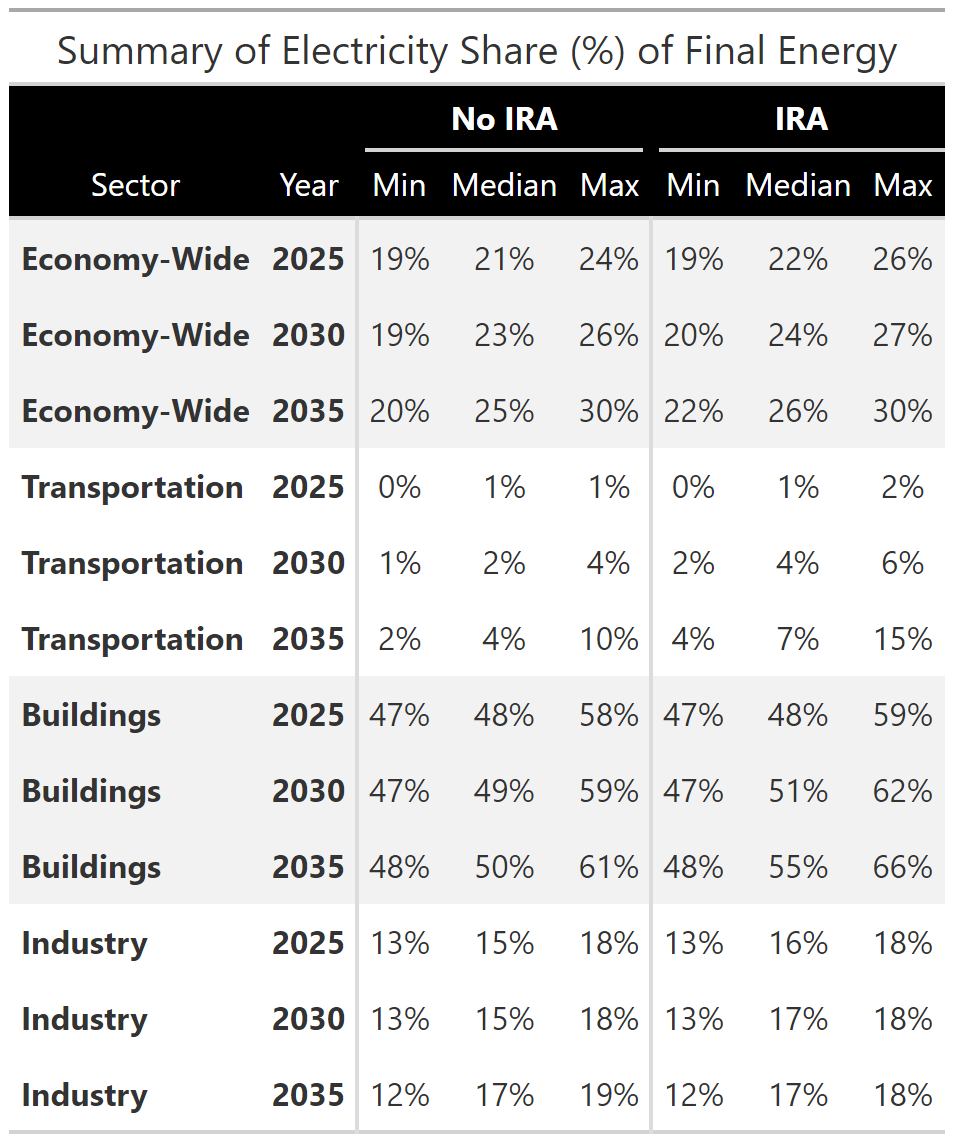 Summary of Electricity Share (%) of Final Energy
No IRA IRA
Sector Year Min Median Max Min Median Max
Economy-Wide 2025 19% 21% 24% 19% 22% 26%
Economy-Wide 2030 19% 23% 26% 20% 24% 27%
Economy-Wide 2035 20% 25% 30% 22% 26% 30%
Transportation 2025 0% 1% 1% 0% 1% 2%
Transportation 2030 1% 2% 4% 2% 4% 6%
Transportation 2035 2% 4% 10% 4% 7% 15%
Buildings 2025 47% 48% 58% 47% 48% 59%
Buildings 2030 47% 49% 59% 47% 51% 62%
Buildings 2035 48% 50% 61% 48% 55% 66%
Industry 2025 13% 15% 18% 13% 16% 18%
Industry 2030 13% 15% 18% 13% 17% 18%
Industry 2035 12% 17% 19% 12% 17% 18%